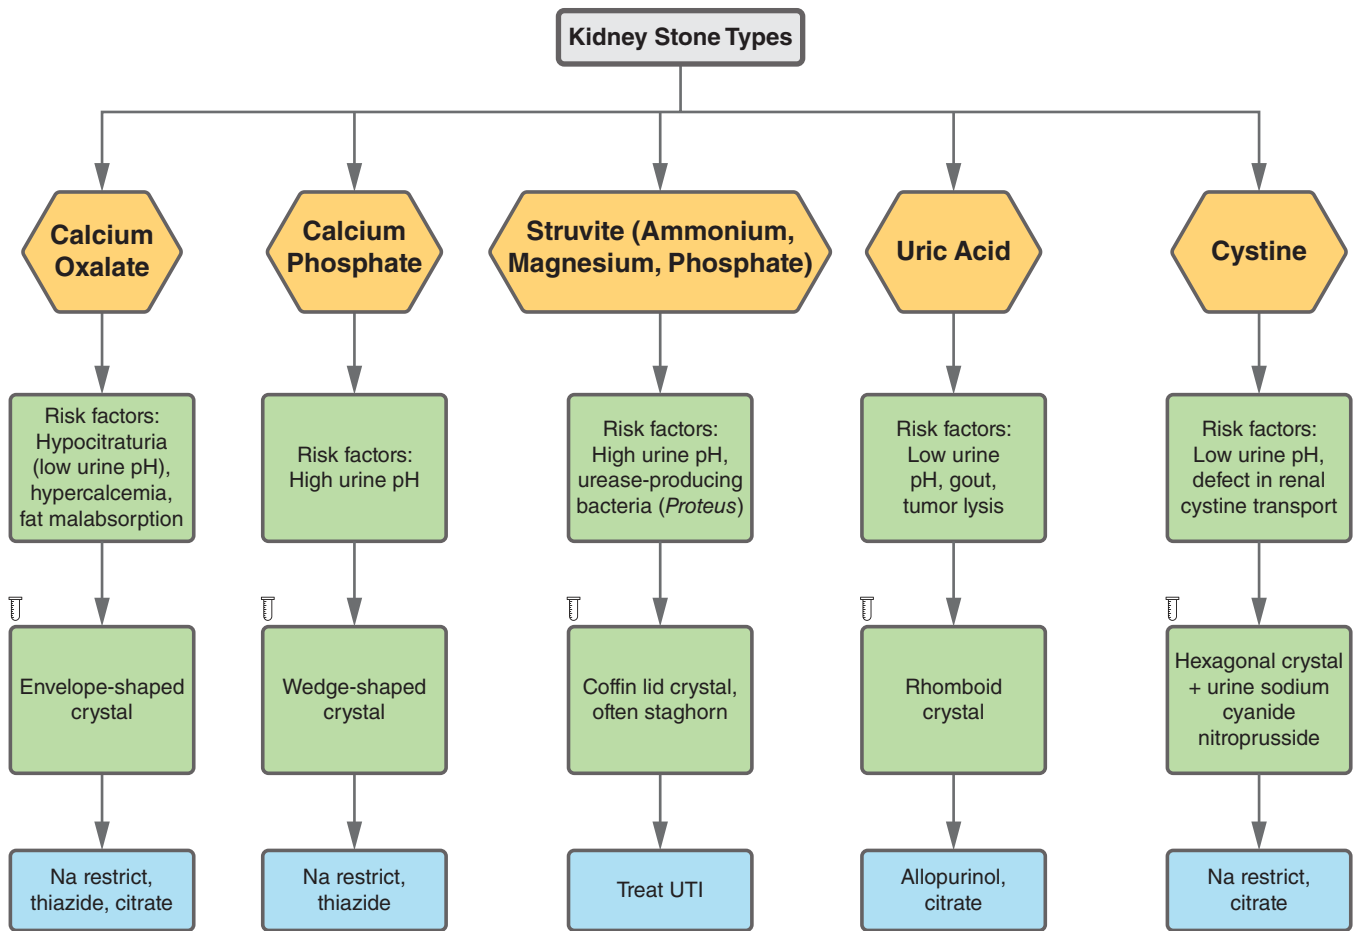 Kidney Stone Types
Calcium
Oxalate
Calcium
Phosphate
Struvite (Ammonium,
Magnesium, Phosphate)
Uric Acid
Cystine
Risk factors:
Hypocitraturia
(low urine pH),
hypercalcemia,
fat malabsorption
Risk factors:
High urine pH
Risk factors:
High urine pH,
urease-producing
bacteria (Proteus)
Risk factors:
Low urine
pH, gout,
tumor lysis
Risk factors:
Low urine pH,
defect in renal
cystine transport
Envelope-shaped
crystal
Wedge-shaped
crystal
Coffin lid crystal,
often staghorn
Rhomboid
crystal
Hexagonal crystal
+ urine sodium
cyanide
nitroprusside
Na restrict,
thiazide, citrate
Na restrict,
thiazide
Treat UTI
Allopurinol,
citrate
Na restrict,
citrate